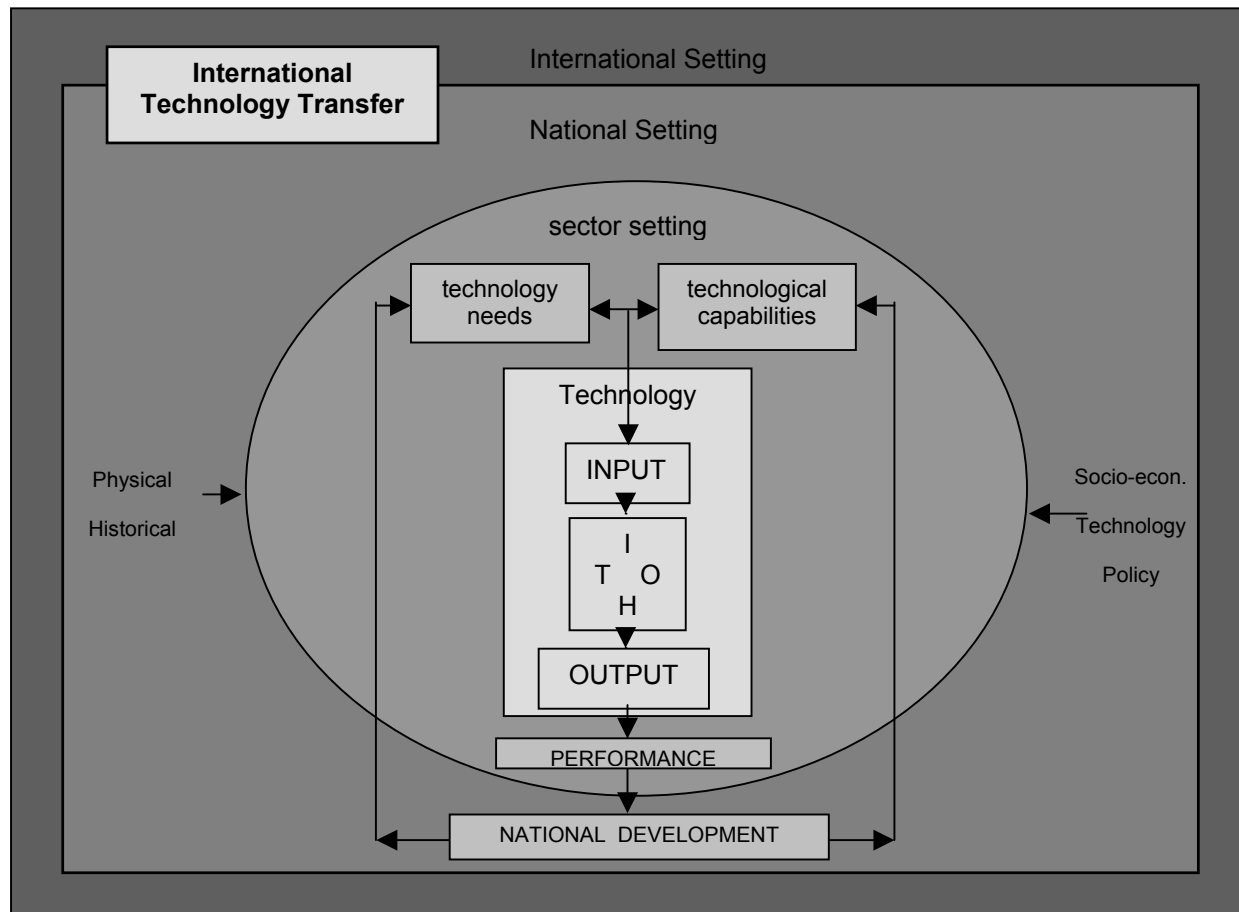 International
Technology Transfer
International Setting
National Setting
sector setting
technology
needs
technological
capabilities
Technology
INPUT
I
T O
H
OUTPUT
PERFORMANCE
NATIONAL DEVELOPMENT
Physical
Historical
Socio-econ.
Technology
Policy